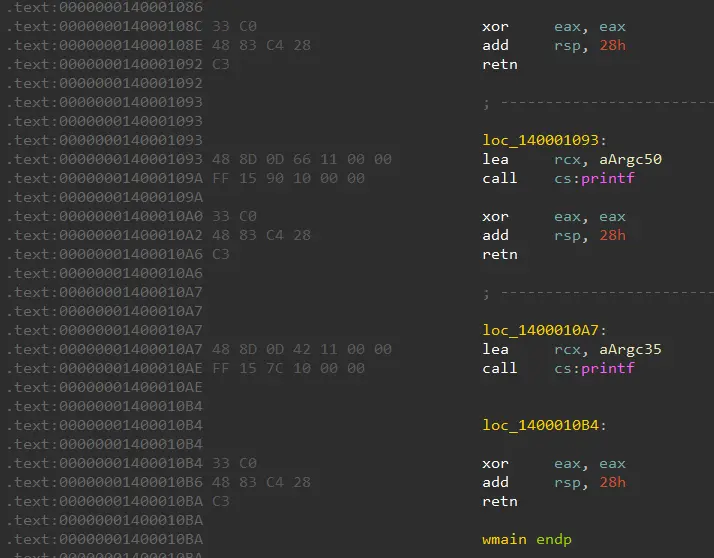 .text:0000000140001086
.text:000000014000108C 33 C0 xor eax, eax
.text:000000014000108E 48 83 C4 28 add rsp, 28h
.text:0000000140001092 C3 retn
.text:0000000140001092
.text:0000000140001093 ; --------------------------
.text:0000000140001093
.text:0000000140001093 loc_140001093:
.text:0000000140001093 48 8D 0D 66 11 00 00 lea rcx, aArgc50
.text:000000014000109A FF 15 90 10 00 00 call cs:printf
.text:000000014000109A
.text:00000001400010A0 33 C0 xor eax, eax
.text:00000001400010A2 48 83 C4 28 add rsp, 28h
.text:00000001400010A6 C3 retn
.text:00000001400010A6
.text:00000001400010A7 ; --------------------------
.text:00000001400010A7
.text:00000001400010A7 loc_1400010A7:
.text:00000001400010A7 48 8D 0D 42 11 00 00 lea rcx, aArgc35
.text:00000001400010AE FF 15 7C 10 00 00 call cs:printf
.text:00000001400010AE
.text:00000001400010B4
.text:00000001400010B4 loc_1400010B4:
.text:00000001400010B4
.text:00000001400010B4 33 C0 xor eax, eax
.text:00000001400010B6 48 83 C4 28 add rsp, 28h
.text:00000001400010BA C3 retn
.text:00000001400010BA
.text:00000001400010BA wmain endp
.text:00000001400010BA